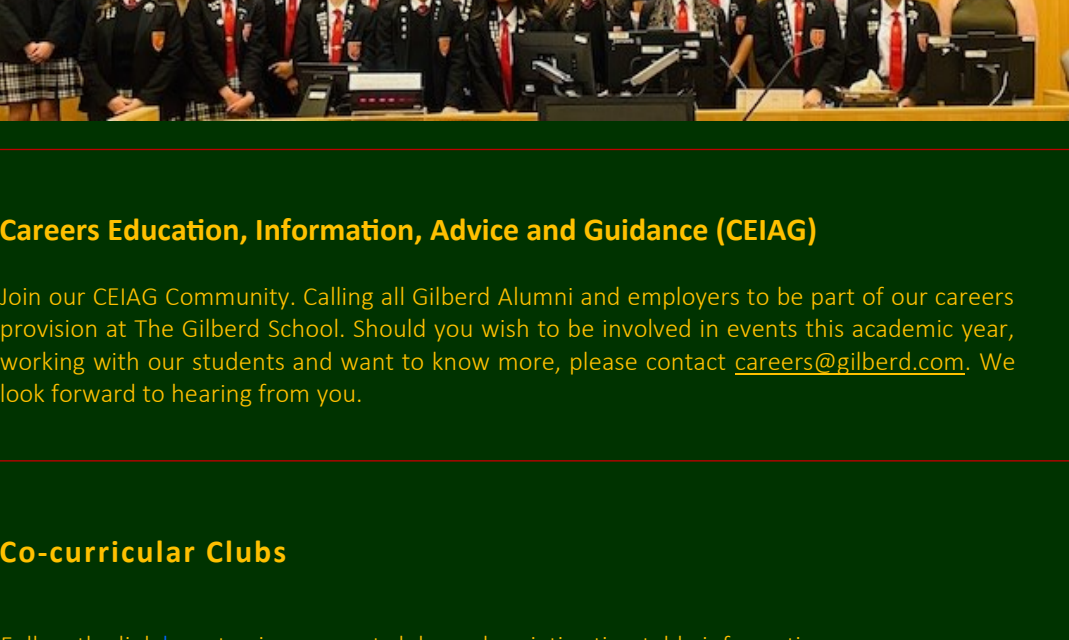 Careers Education, Information, Advice and Guidance (CEIAG)
Join our CEIAG Community. Calling all Gilberd Alumni and employers to be part of our careers
provision at The Gilberd School. Should you wish to be involved in events this academic year,
working with our students and want to know more, please contact careers@gilberd.com. We
look forward to hearing from you.
Co-curricular Clubs